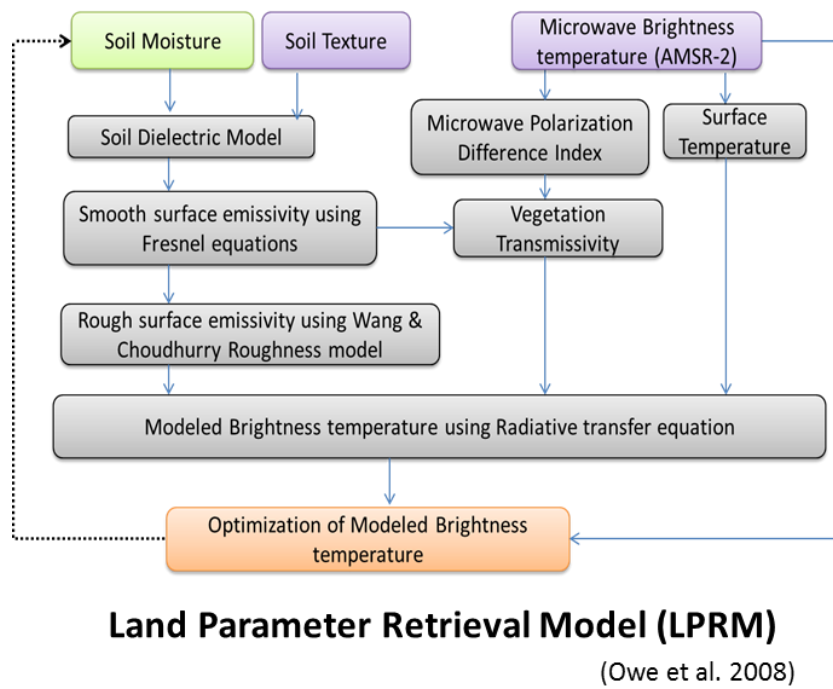 Soil Moisture
Soil Texture
Microwave Brightness
temperature (AMSR-2)
Soil Dielectric Model
Microwave Polarization
Difference Index
Surface
Temperature
Smooth surface emissivity using
Fresnel equations
Vegetation
Transmissivity
Rough surface emissivity using Wang &
Choudhurry Roughness model
Modeled Brightness temperature using Radiative transfer equation
Optimization of Modeled Brightness
temperature
Land Parameter Retrieval Model (LPRM)
(Owe et al. 2008)